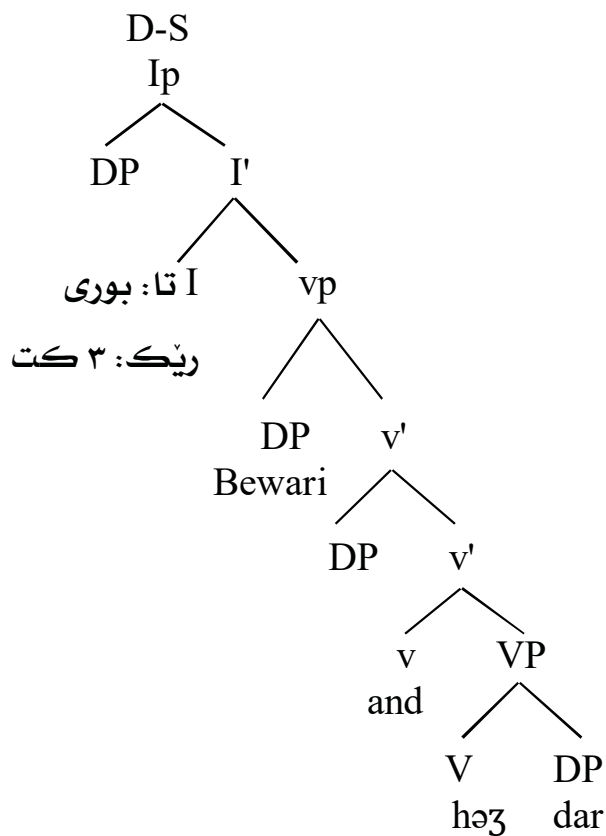 D-S
Ip
DP I'
I تا: بوری vp
ڕێک: ٣ کت
DP v'
Bewari
DP v'
v VP
and
V DP
həʒ dar